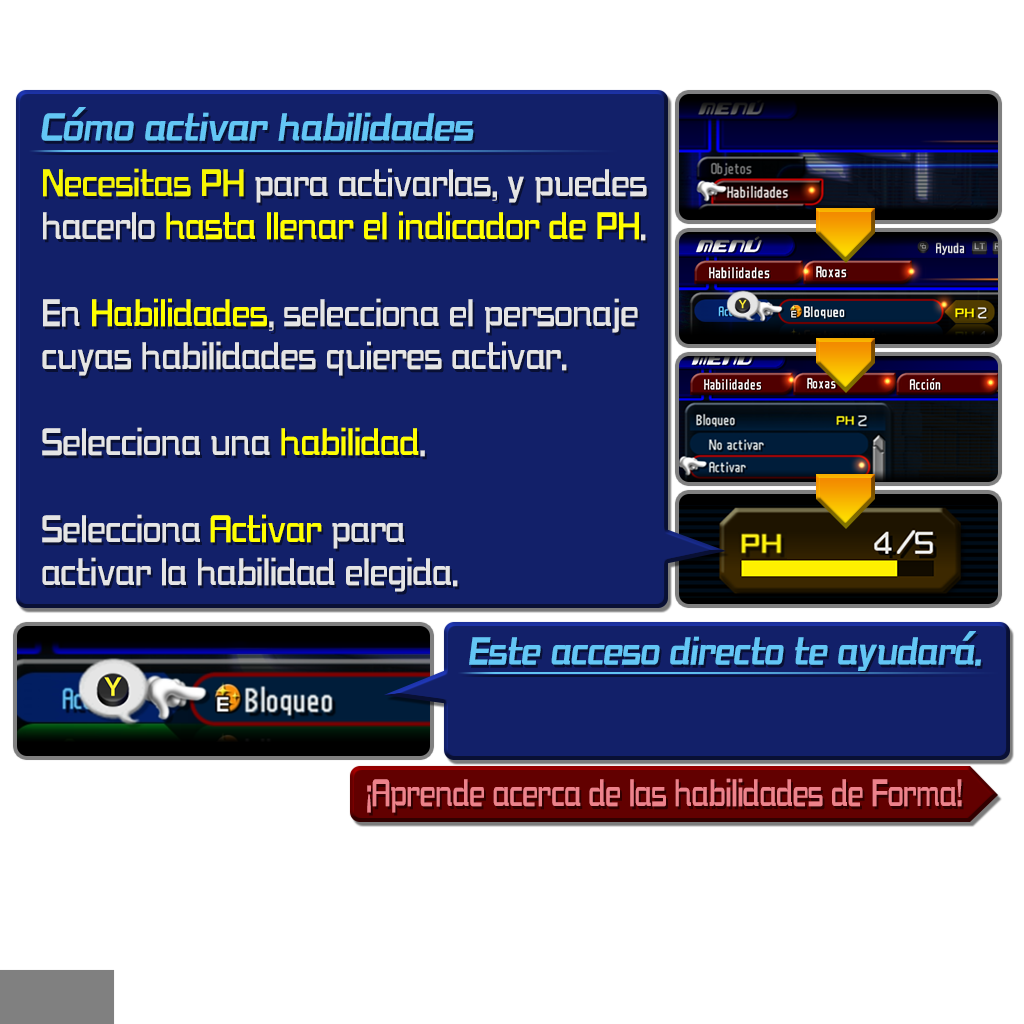 Cómo activar habilidades
Necesitas PH para activarlas, y puedes
hacerlo hasta llenar el indicador de PH.
En Habilidades, selecciona el personaje
cuyas habilidades quieres activar.
Selecciona una habilidad.
Selecciona Activar para
activar la habilidad elegida.
MENÚ
Objetos
Habilidades
MENÚ
Ayuda LT
Habilidades Roxas
Y Bloqueo PH 2
MENÚ
Habilidades Roxas Acción
Bloqueo PH 2
No activar
Activar
PH 4/5
Y E Bloqueo
Este acceso directo te ayudará.
¡Aprende acerca de las habilidades de Forma!